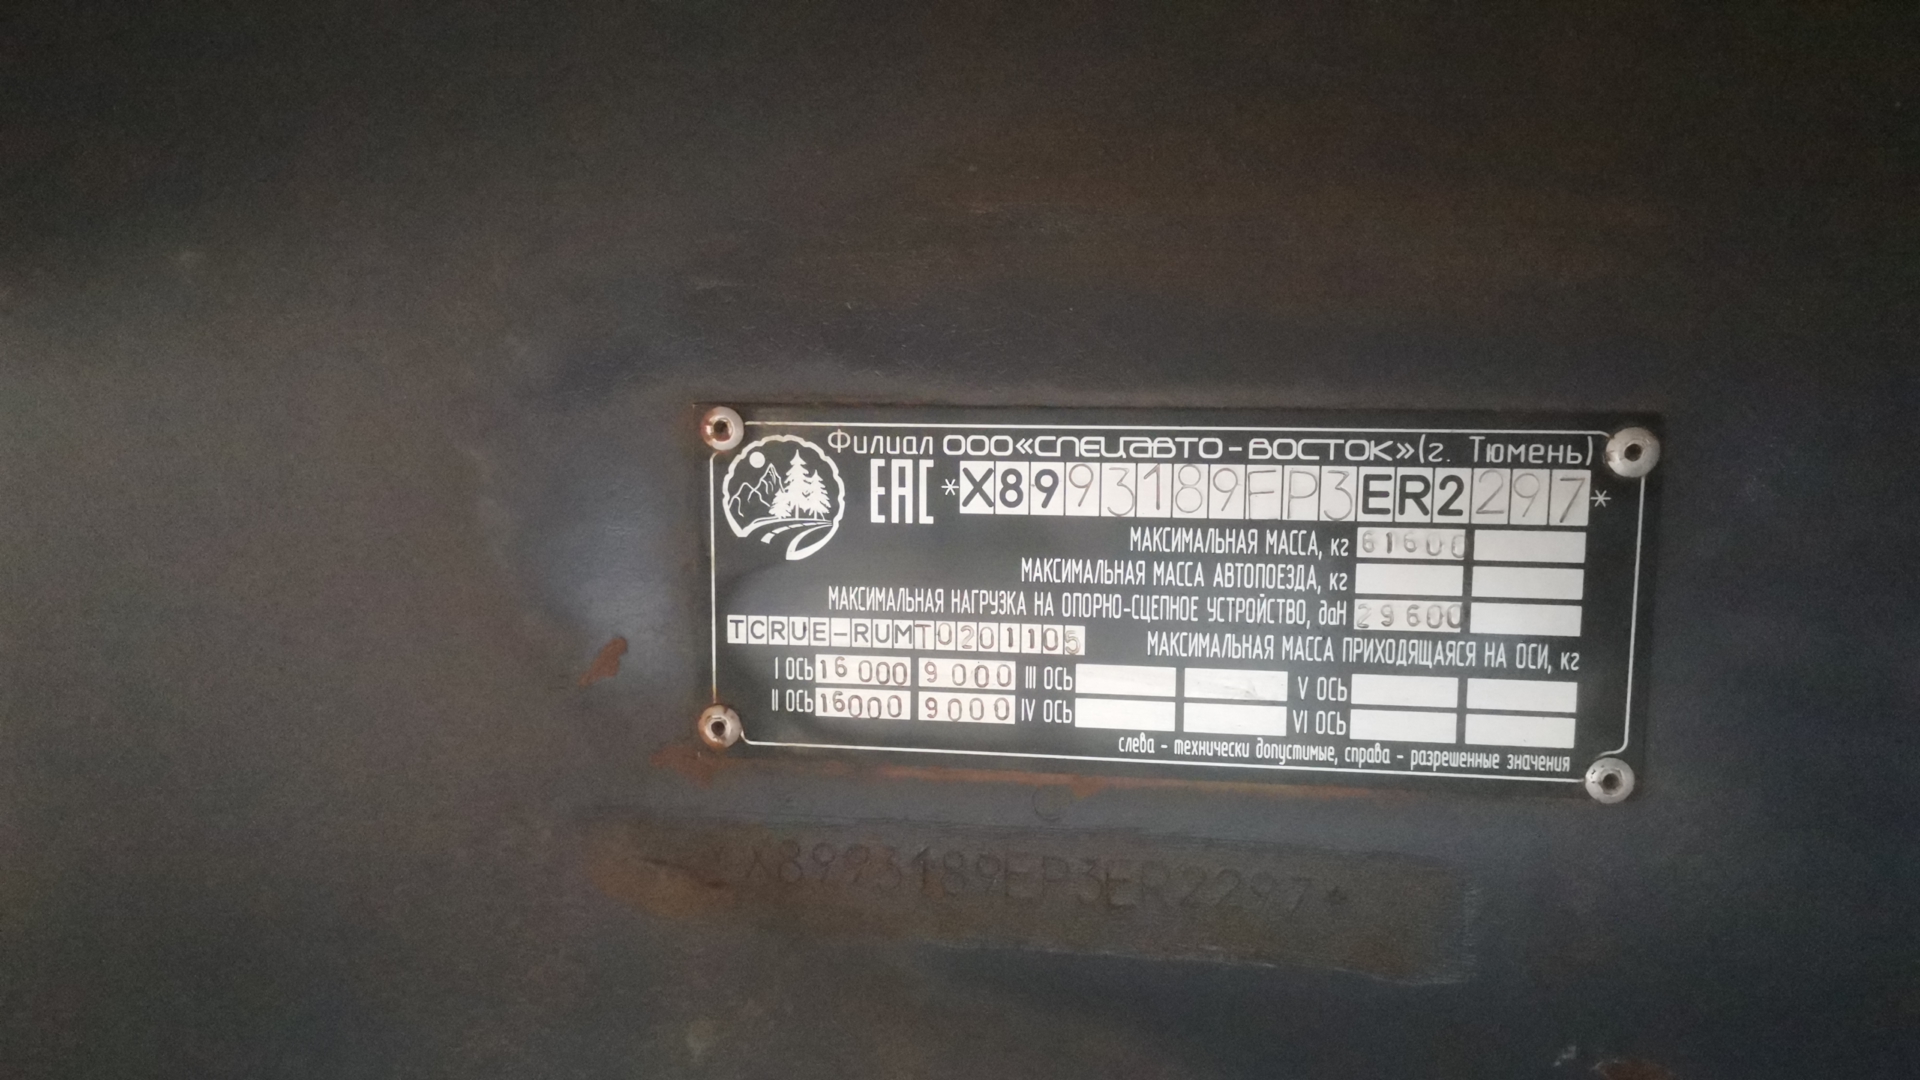 Филиал ООО«СПЕЦАВТО-ВОСТОК»(г. Тюмень)
ЕАС *X8993189FP3ER2297*
МАКСИМАЛЬНАЯ МАССА, кг 61600
МАКСИМАЛЬНАЯ МАССА АВТОПОЕЗДА, кг
МАКСИМАЛЬНАЯ НАГРУЗКА НА ОПОРНО-СЦЕПНОЕ УСТРОЙСТВО, даН 29600
TCRUE-RUMT0201105 МАКСИМАЛЬНАЯ МАССА ПРИХОДЯЩАЯСЯ НА ОСИ, кг
I ОСЬ 16000 9000 III ОСЬ V ОСЬ
II ОСЬ 16000 9000 IV ОСЬ VI ОСЬ
слева - технически допустимые, справа - разрешенные значения
*X8993189FP3ER2297*